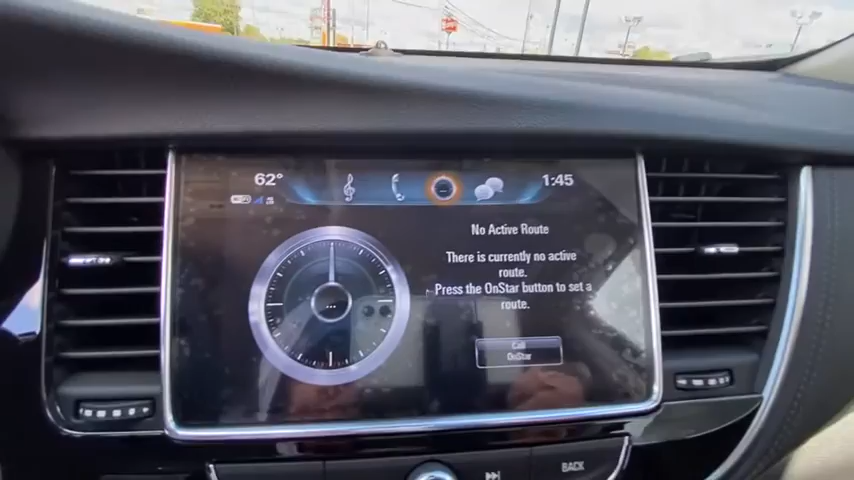 62°
1:45
No Active Route
There is currently no active
route.
Press the OnStar button to set a
route.
Call
OnStar
BACK